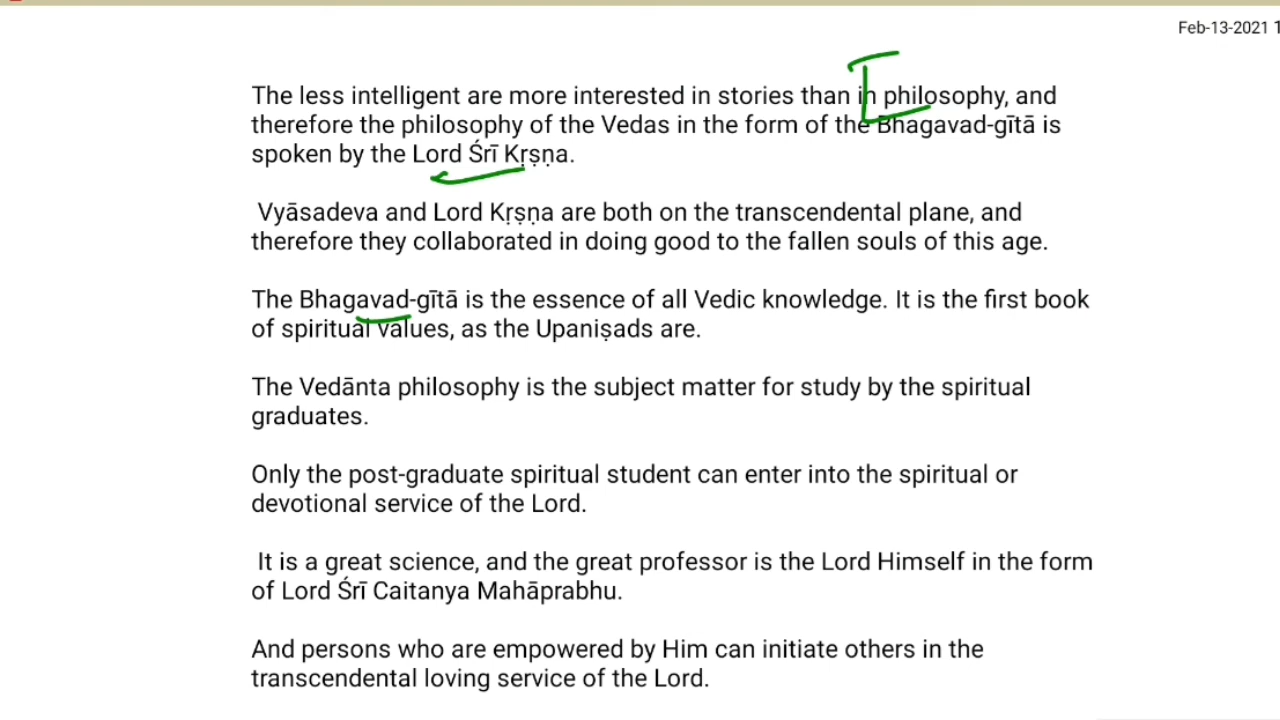 Feb-13-2021 1
The less intelligent are more interested in stories than in philosophy, and
therefore the philosophy of the Vedas in the form of the Bhagavad-gītā is
spoken by the Lord Śrī Kṛṣṇa.
Vyāsadeva and Lord Kṛṣṇa are both on the transcendental plane, and
therefore they collaborated in doing good to the fallen souls of this age.
The Bhagavad-gītā is the essence of all Vedic knowledge. It is the first book
of spiritual values, as the Upaniṣads are.
The Vedānta philosophy is the subject matter for study by the spiritual
graduates.
Only the post-graduate spiritual student can enter into the spiritual or
devotional service of the Lord.
It is a great science, and the great professor is the Lord Himself in the form
of Lord Śrī Caitanya Mahāprabhu.
And persons who are empowered by Him can initiate others in the
transcendental loving service of the Lord.